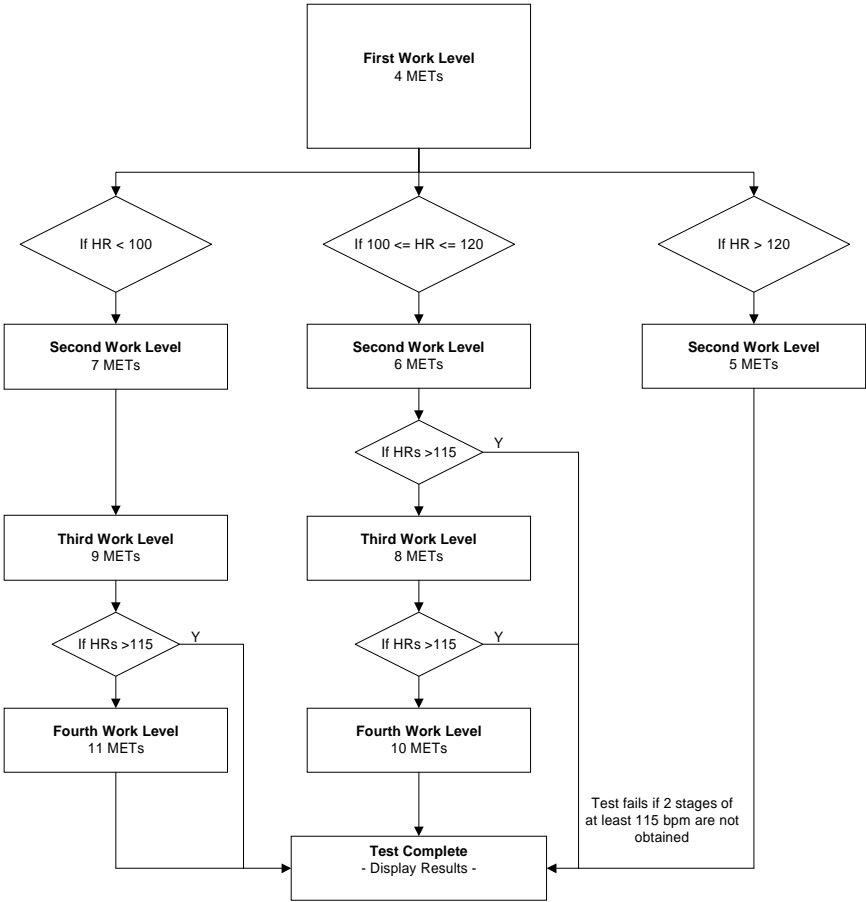 First Work Level
4 METs
If HR < 100
If 100 <= HR <= 120
If HR > 120
Second Work Level
7 METs
Second Work Level
6 METs
Second Work Level
5 METs
If HRs >115
Y
Third Work Level
9 METs
Third Work Level
8 METs
If HRs >115
Y
If HRs >115
Y
Fourth Work Level
11 METs
Fourth Work Level
10 METs
Test fails if 2 stages of
at least 115 bpm are not
obtained
Test Complete
- Display Results -